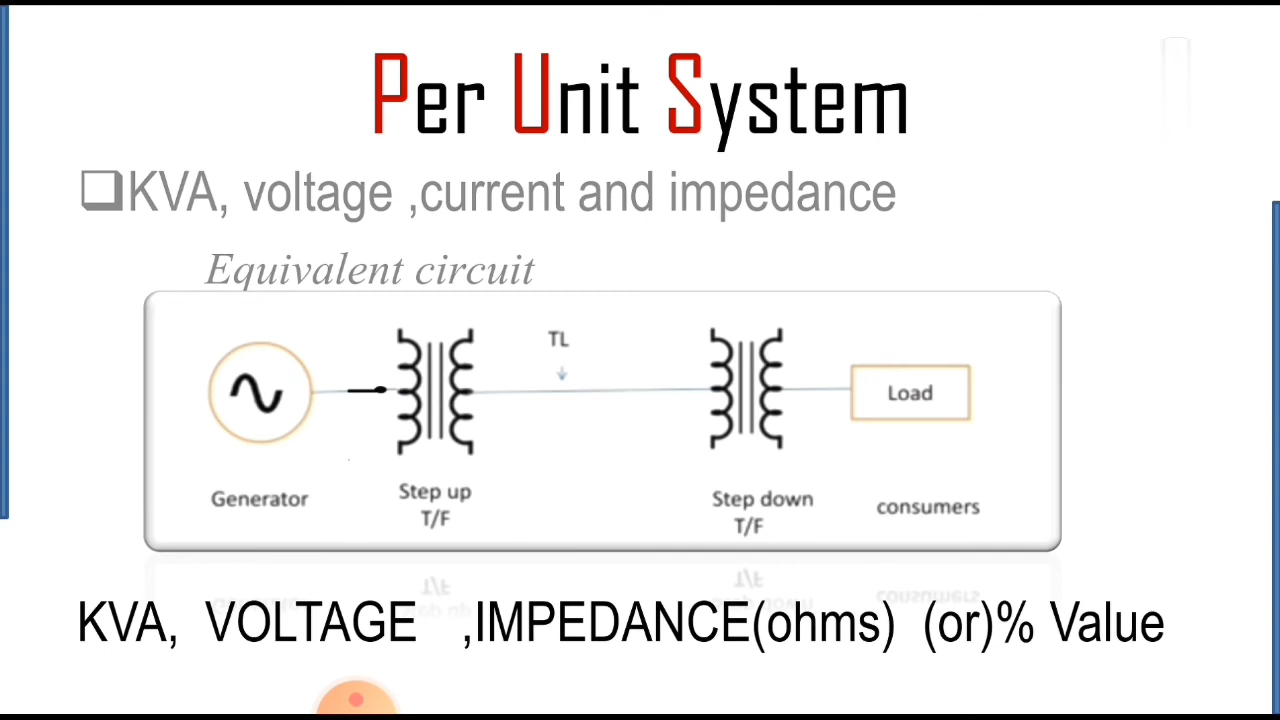 Per Unit System
❑KVA, voltage ,current and impedance
Equivalent circuit
TL
Load
Generator
Step up
T/F
Step down
T/F
consumers
KVA, VOLTAGE ,IMPEDANCE(ohms) (or)% Value